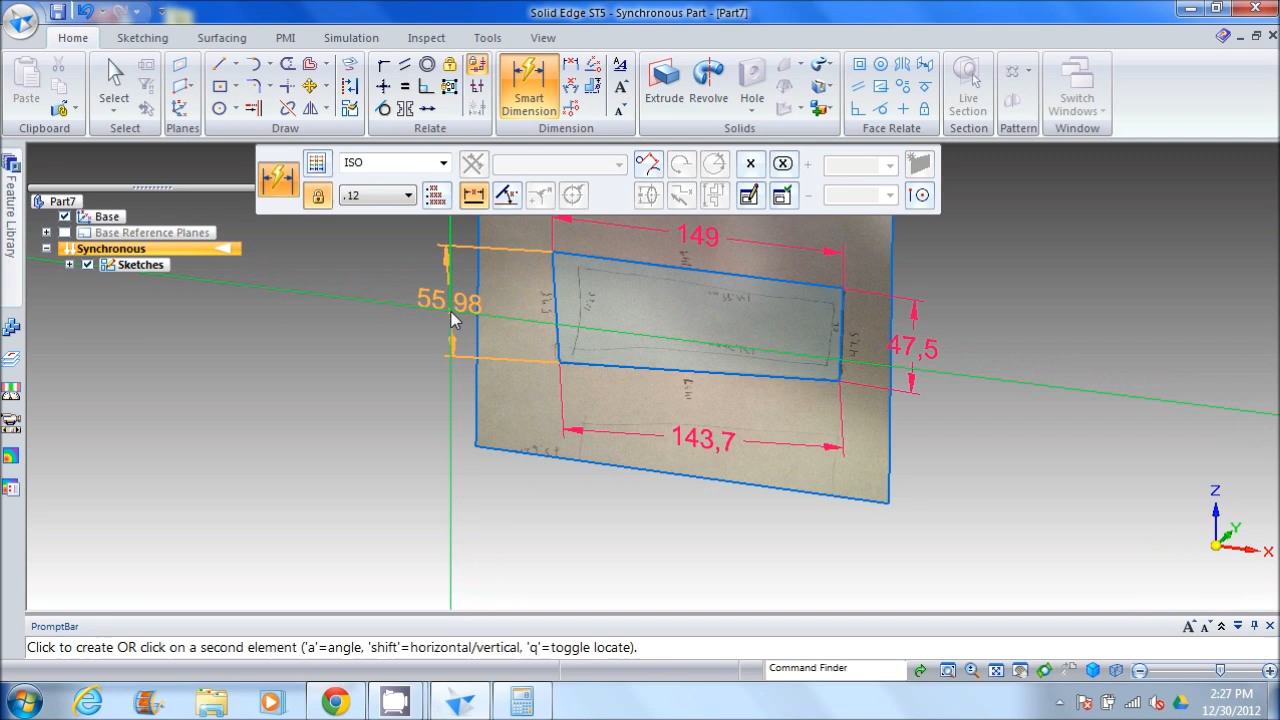 Solid Edge ST5 - Synchronous Part - [Part7]
Home Sketching Surfacing PMI Simulation Inspect Tools View
Paste Select Smart Dimension Extrude Revolve Hole Live Section Switch Windows
Clipboard Select Planes Draw Relate Dimension Solids Face Relate Section Pattern Window
ISO
.12
Feature Library
Part7
Base
Base Reference Planes
Synchronous
Sketches
149
55,98
47,5
143,7
Z
Y
X
PromptBar
Click to create OR click on a second element ('a'=angle, 'shift'=horizontal/vertical, 'q'=toggle locate).
Command Finder
2:27 PM
12/30/2012